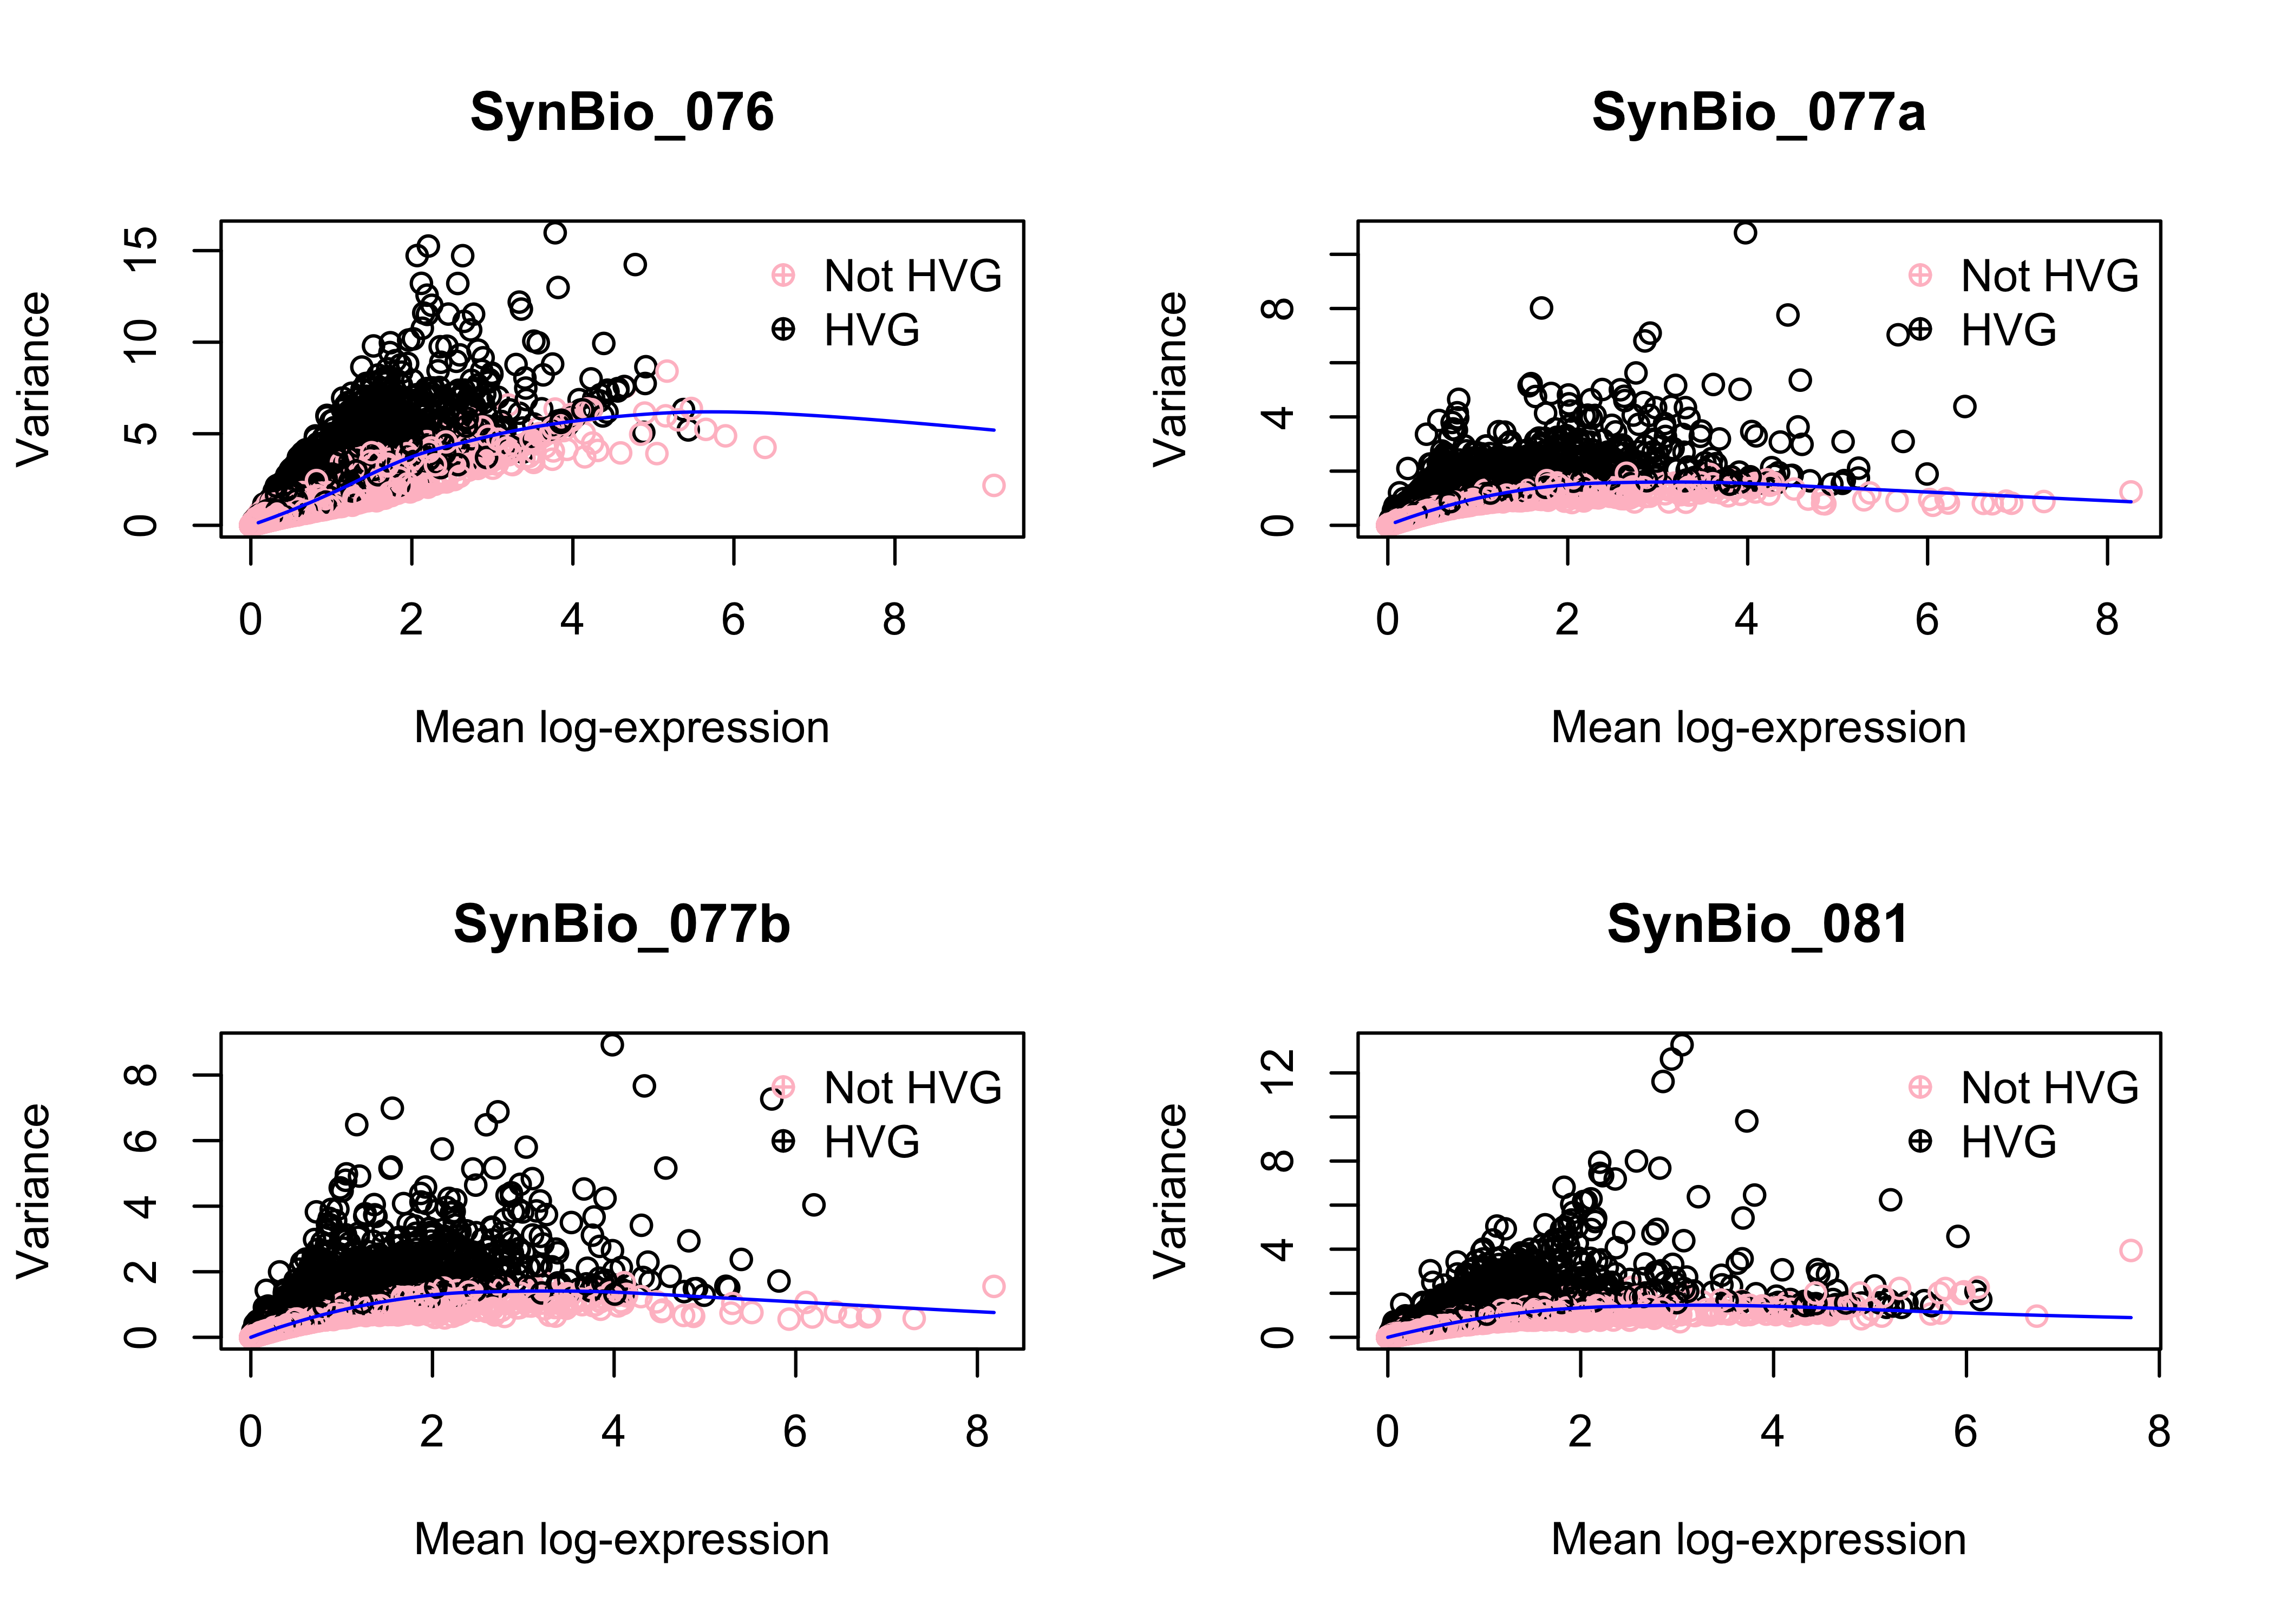 SynBio_076
Variance
15
10
5
0
Not HVG
HVG
0 2 4 6 8
Mean log-expression
SynBio_077a
Variance
8
4
0
Not HVG
HVG
0 2 4 6 8
Mean log-expression
SynBio_077b
Variance
8
6
4
2
0
Not HVG
HVG
0 2 4 6 8
Mean log-expression
SynBio_081
Variance
12
8
4
0
Not HVG
HVG
0 2 4 6 8
Mean log-expression